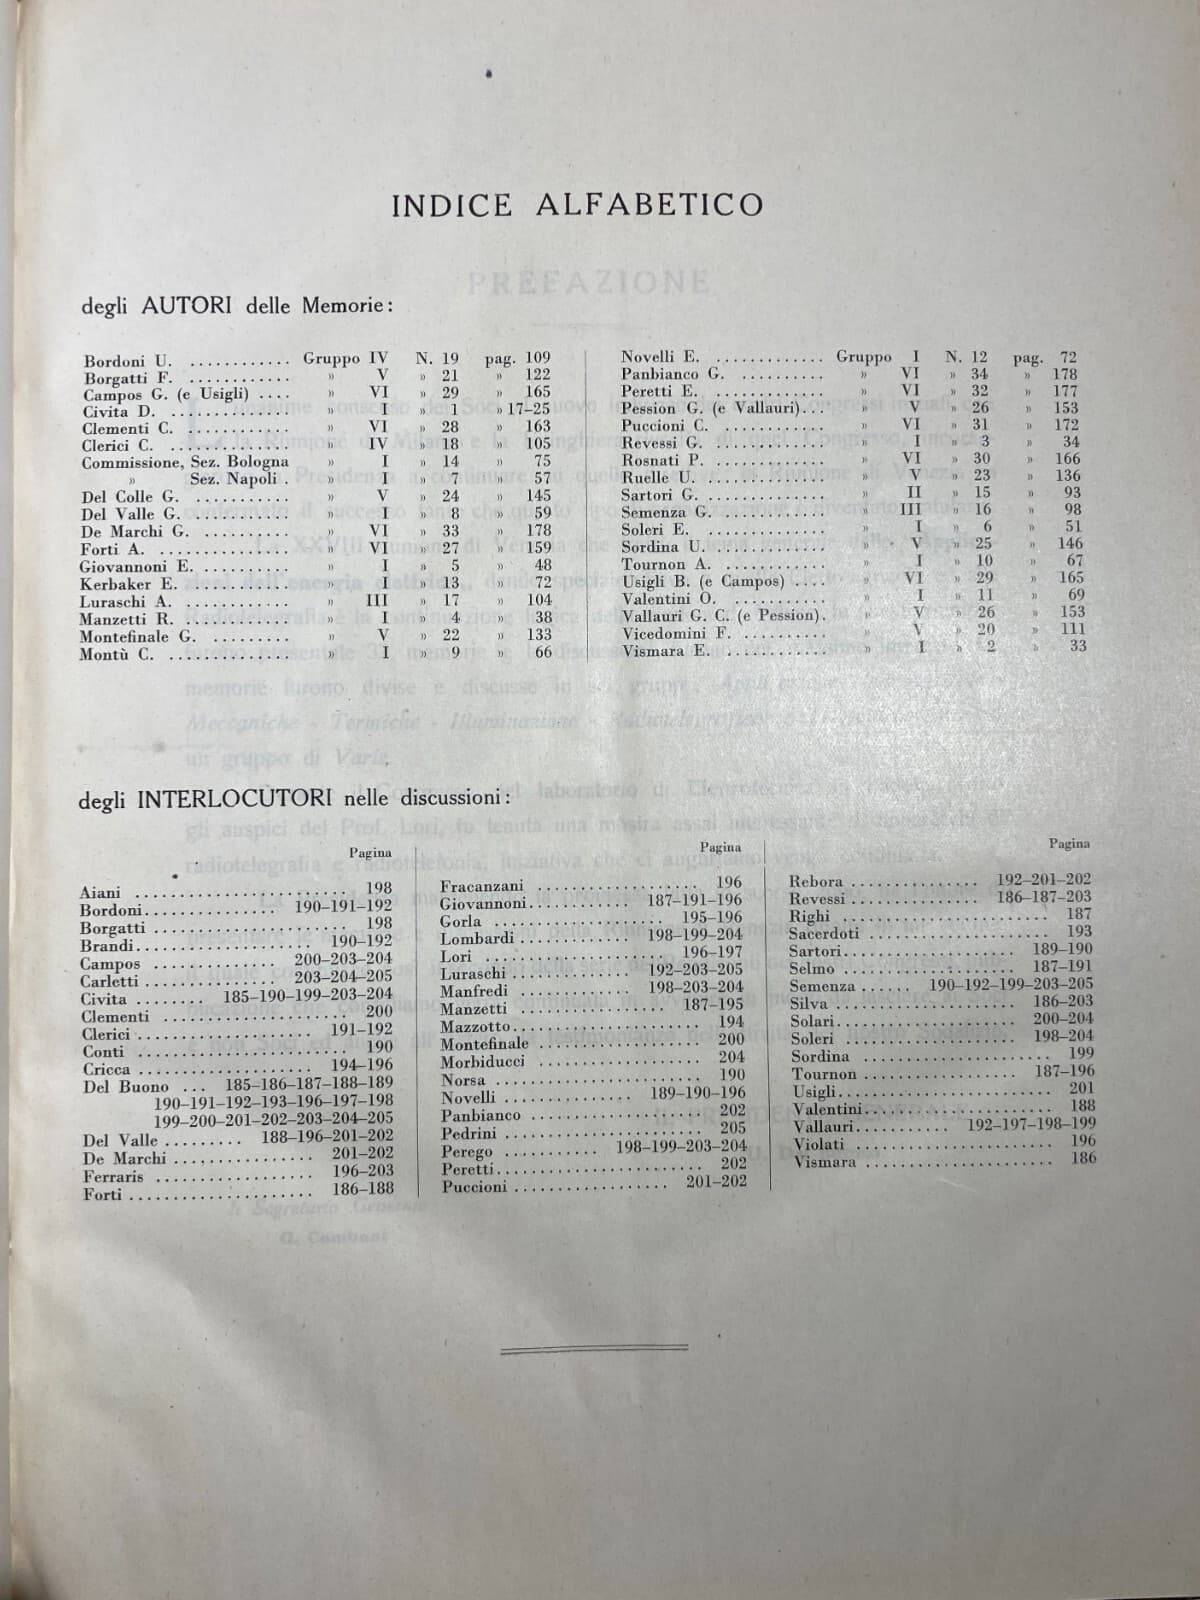 INDICE ALFABETICO
degli AUTORI delle Memorie:
Bordoni U. ............ Gruppo IV N. 19 pag. 109
Borgatti F. ............ » V » 21 » 122
Campos G. (e Usigli) .... » VI » 29 » 165
Civita D. ............ » I » 1 » 17-25
Clementi C. ............ » VI » 28 » 163
Clerici C. ............ » IV » 18 » 105
Commissione, Sez. Bologna » I » 14 » 75
» Sez. Napoli . » I » 7 » 57
Del Colle G. ............ » V » 24 » 145
Del Valle G. ............ » I » 8 » 59
De Marchi G. ............ » VI » 33 » 178
Forti A. ............ » VI » 27 » 159
Giovannoni E. ............ » I » 5 » 48
Kerbaker E. ............ » I » 13 » 72
Luraschi A. ............ » III » 17 » 104
Manzetti R. ............ » I » 4 » 38
Montefinale G. ......... » V » 22 » 133
Montù C. ............ » I » 9 » 66
Novelli E. ............ Gruppo I N. 12 pag. 72
Panbianco G. .......... » VI » 34 » 178
Peretti E. ............ » VI » 32 » 177
Pession G. (e Vallauri)... » V » 26 » 153
Puccioni C. ............ » VI » 31 » 172
Revessi G. ............ » I » 3 » 34
Rosnati P. ............ » VI » 30 » 166
Ruelle U. ............ » V » 23 » 136
Sartori G. ............ » II » 15 » 93
Semenza G. ............ » III » 16 » 98
Soleri E. ............ » I » 6 » 51
Sordina U. ............ » V » 25 » 146
Tournon A. ............ » I » 10 » 67
Usigli B. (e Campos) .... » VI » 29 » 165
Valentini O. .......... » I » 11 » 69
Vallauri G. C. (e Pession). » V » 26 » 153
Vicedomini F. .......... » V » 20 » 111
Vismara E. ............ » I » 2 » 33
degli INTERLOCUTORI nelle discussioni:
Pagina
Aiani ........................ 198
Bordoni............... 190-191-192
Borgatti ........................ 198
Brandi..................... 190-192
Campos .............. 200-203-204
Carletti .............. 203-204-205
Civita ........ 185-190-199-203-204
Clementi ........................ 200
Clerici .................... 191-192
Conti ........................ 190
Cricca .................... 194-196
Del Buono ... 185-186-187-188-189
190-191-192-193-196-197-198
199-200-201-202-203-204-205
Del Valle ......... 188-196-201-202
De Marchi ................ 201-202
Ferraris .................. 196-203
Forti ..................... 186-188
Pagina
Fracanzani .................. 196
Giovannoni............. 187-191-196
Gorla ................... 195-196
Lombardi ............. 198-199-204
Lori .................... 196-197
Luraschi ............. 192-203-205
Manfredi ............. 198-203-204
Manzetti ................. 187-195
Mazzotto..................... 194
Montefinale .................. 200
Morbiducci .................. 204
Norsa ........................ 190
Novelli ............... 189-190-196
Panbianco .................... 202
Pedrini ...................... 205
Perego ........... 198-199-203-204
Peretti....................... 202
Puccioni .................. 201-202
Pagina
Rebora ............ 192-201-202
Revessi ............... 186-187-203
Righi ........................ 187
Sacerdoti .................... 193
Sartori.................... 189-190
Selmo ..................... 187-191
Semenza ...... 190-192-199-203-205
Silva ..................... 186-203
Solari..................... 200-204
Soleri .................... 198-204
Sordina ...................... 199
Tournon ................... 187-196
Usigli........................ 201
Valentini..................... 188
Vallauri........... 192-197-198-199
Violati ...................... 196
Vismara ...................... 186